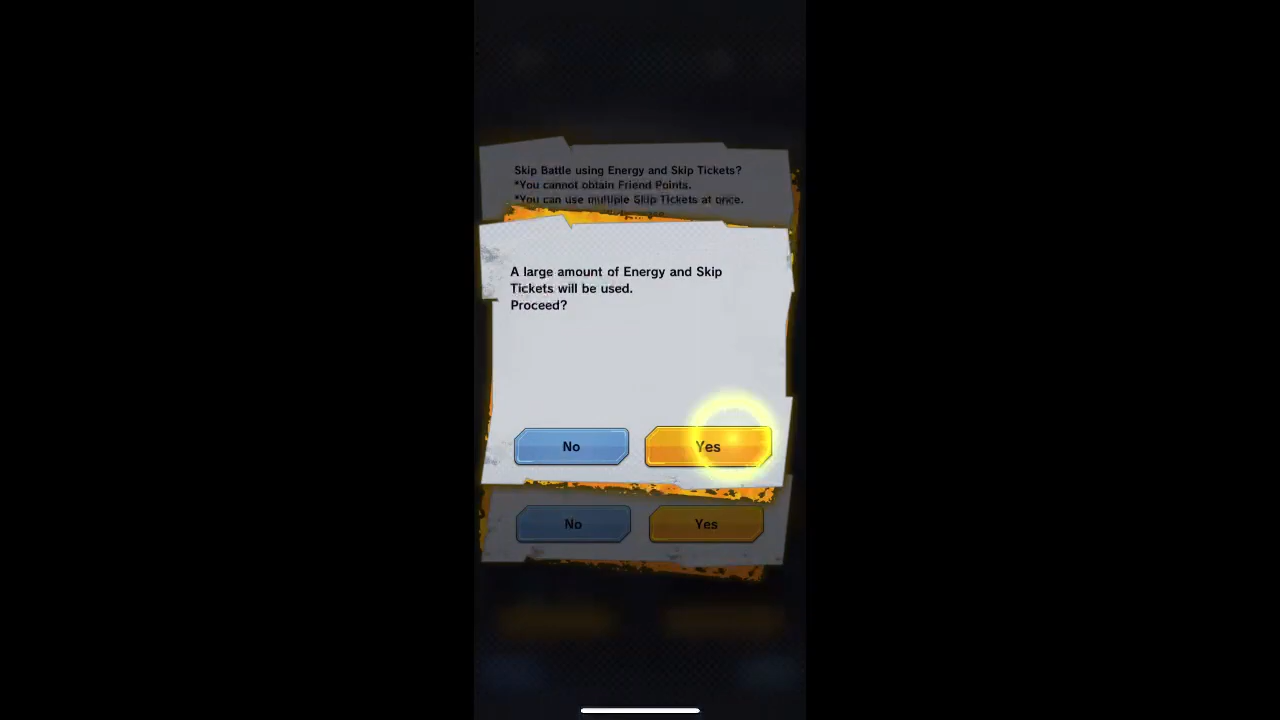 Skip Battle using Energy and Skip Tickets?
*You cannot obtain Friend Points.
*You can use multiple Skip Tickets at once.
A large amount of Energy and Skip
Tickets will be used.
Proceed?
No Yes
No Yes